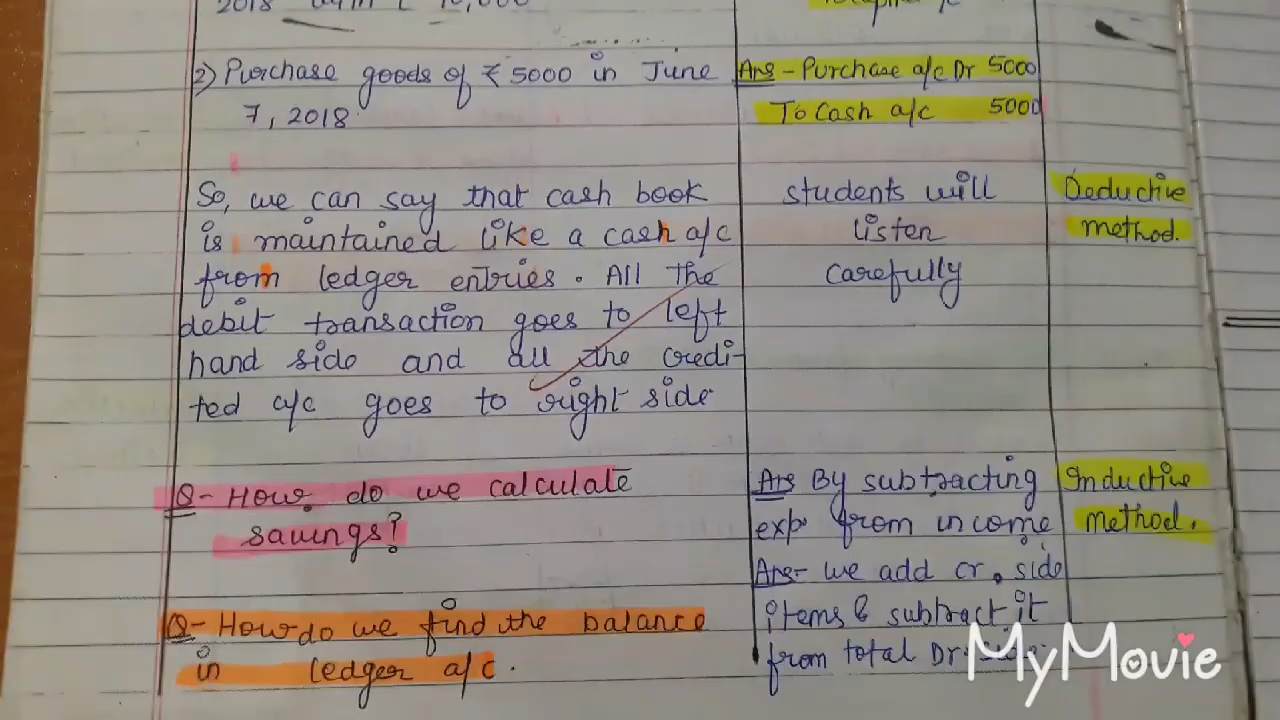 2018
2) Purchase goods of ₹ 5000 in June
7, 2018
Ans - Purchase a/c Dr 5000
To Cash a/c 5000
So, we can say that cash book
is maintained like a cash a/c
from ledger entries. All the
debit transaction goes to left
hand side and all the credi-
ted a/c goes to right side
students will
listen
carefully
Deductive
method.
Q- How do we calculate
savings?
Ans By subtracting
exp. from income
Inductive
method.
Q- How do we find the balance
in ledger a/c.
Ans- we add cr. side
items & subtract it
from total Dr side
MyMovie